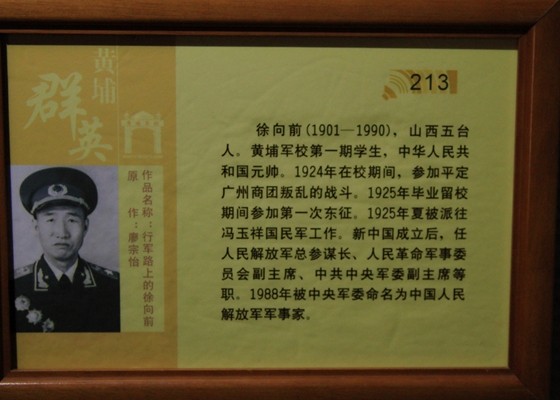 黄埔
群英
作品名称：行军路上的徐向前
原　作：廖宗怡
213
徐向前(1901—1990)，山西五台
人。黄埔军校第一期学生，中华人民共
和国元帅。1924年在校期间，参加平定
广州商团叛乱的战斗。1925年毕业留校
期间参加第一次东征。1925年夏被派往
冯玉祥国民军工作。新中国成立后，任
人民解放军总参谋长、人民革命军事委
员会副主席、中共中央军委副主席等
职。1988年被中央军委命名为中国人民
解放军军事家。